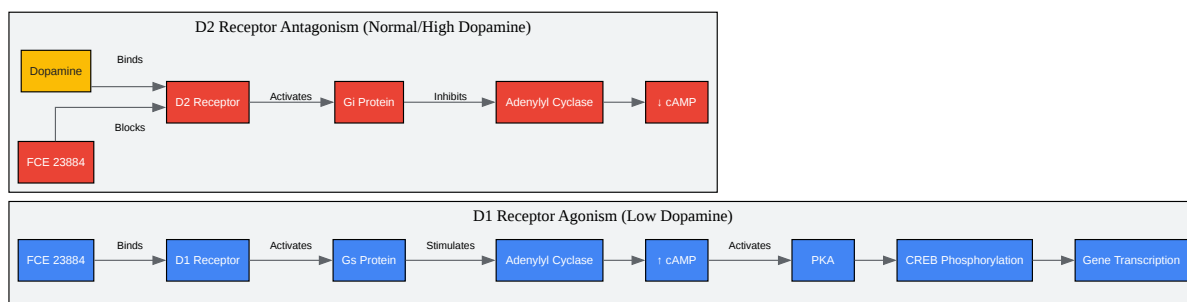 D2 Receptor Antagonism (Normal/High Dopamine)
Dopamine
Binds
D2 Receptor
Activates
Gi Protein
Inhibits
Adenylyl Cyclase
↓ cAMP
Blocks
FCE 23884
D1 Receptor Agonism (Low Dopamine)
FCE 23884
Binds
D1 Receptor
Activates
Gs Protein
Stimulates
Adenylyl Cyclase
↑ cAMP
Activates
PKA
CREB Phosphorylation
Gene Transcription